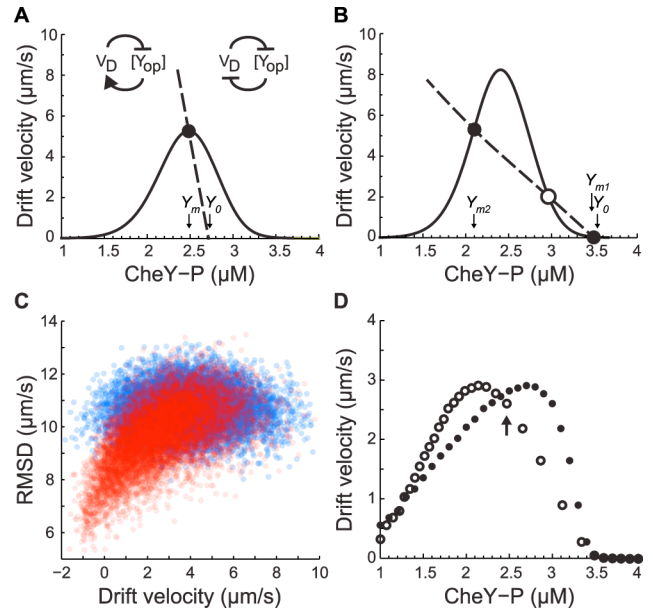 A
V_D [Y_op] V_D [Y_op]
Drift velocity (μm/s)
10
8
6
4
2
0
Y_m Y_0
1 1.5 2 2.5 3 3.5 4
CheY−P (μM)
B
Drift velocity (μm/s)
10
8
6
4
2
0
Y_m2
Y_m1
Y_0
1 1.5 2 2.5 3 3.5 4
CheY−P (μM)
C
RMSD (μm/s)
14
12
10
8
6
−2 0 2 4 6 8 10
Drift velocity (μm/s)
D
Drift velocity (μm/s)
4
3
2
1
0
1 1.5 2 2.5 3 3.5 4
CheY−P (μM)